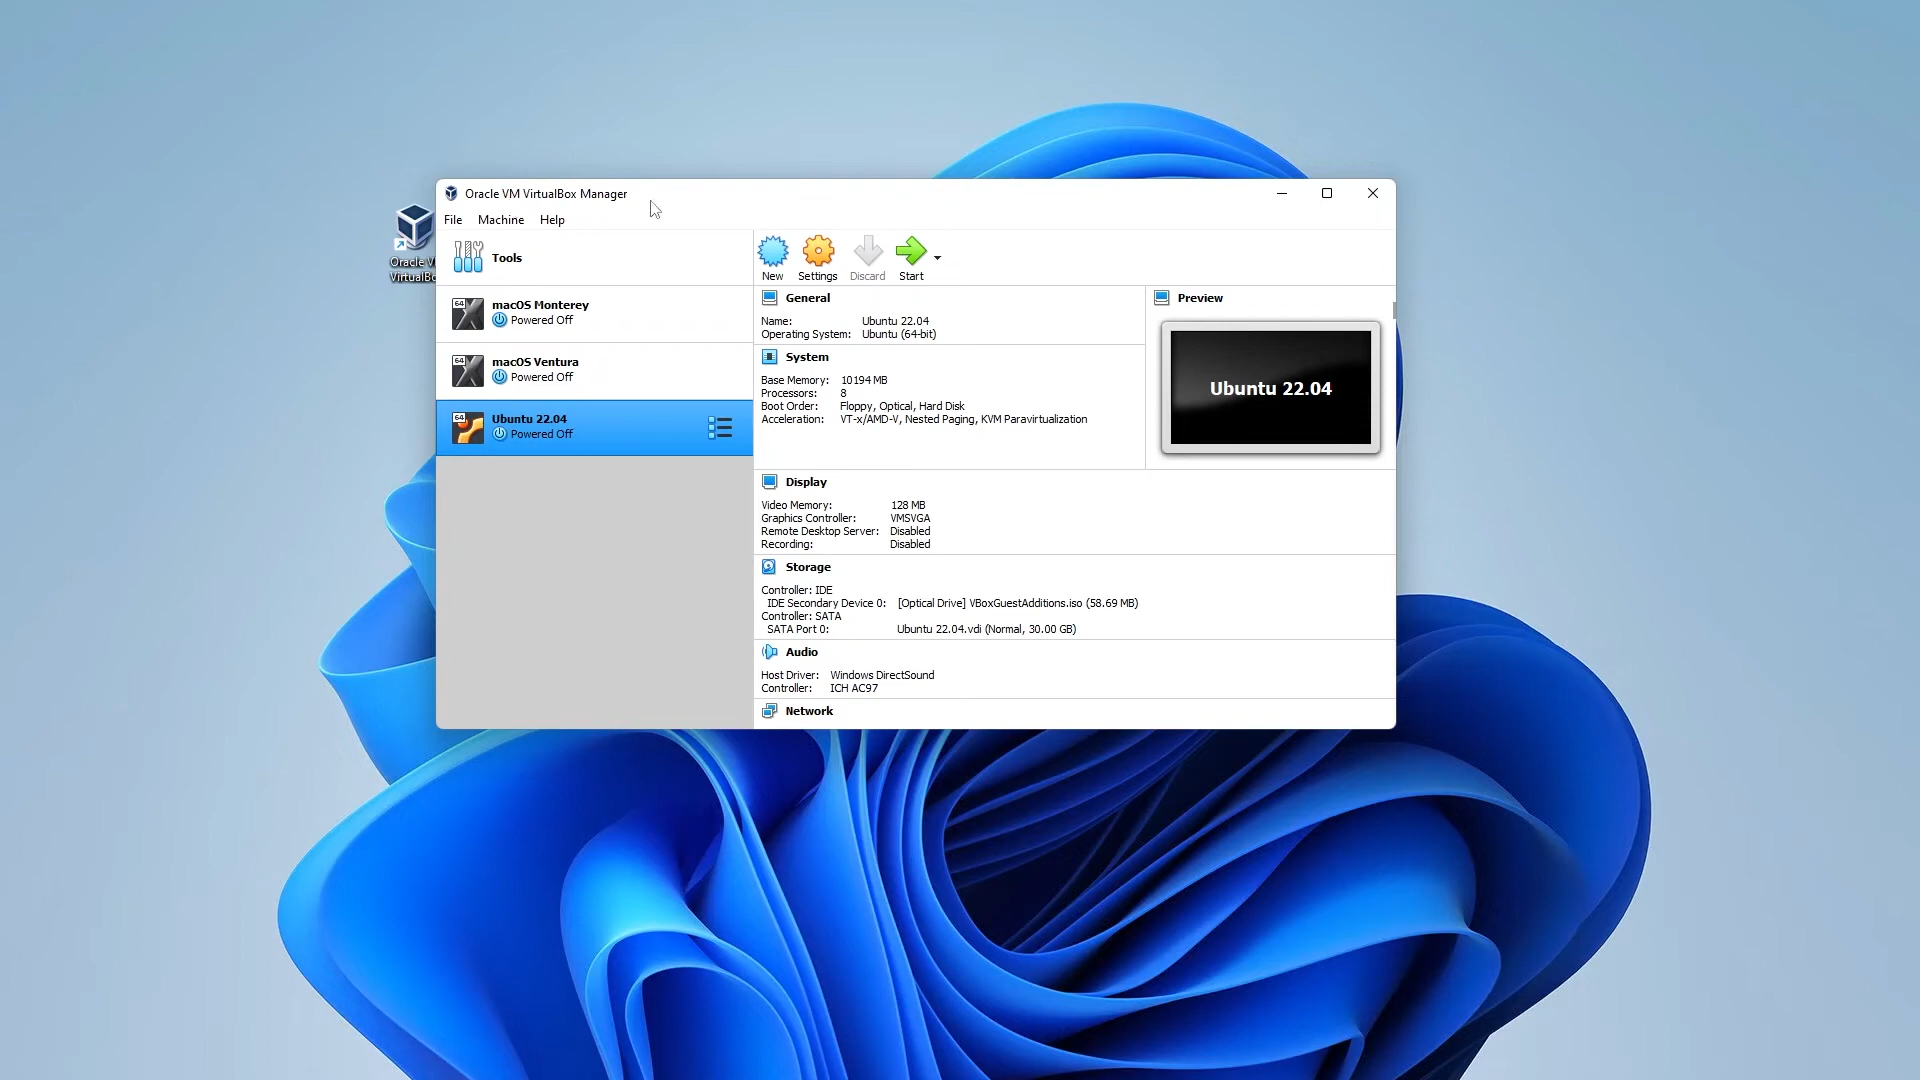 Oracle VM VirtualBox Manager
File Machine Help
Oracle V
VirtualBo
Tools
64
macOS Monterey
Powered Off
64
macOS Ventura
Powered Off
64
Ubuntu 22.04
Powered Off
New Settings Discard Start
General
Name: Ubuntu 22.04
Operating System: Ubuntu (64-bit)
System
Base Memory: 10194 MB
Processors: 8
Boot Order: Floppy, Optical, Hard Disk
Acceleration: VT-x/AMD-V, Nested Paging, KVM Paravirtualization
Preview
Ubuntu 22.04
Display
Video Memory: 128 MB
Graphics Controller: VMSVGA
Remote Desktop Server: Disabled
Recording: Disabled
Storage
Controller: IDE
IDE Secondary Device 0: [Optical Drive] VBoxGuestAdditions.iso (58.69 MB)
Controller: SATA
SATA Port 0: Ubuntu 22.04.vdi (Normal, 30.00 GB)
Audio
Host Driver: Windows DirectSound
Controller: ICH AC97
Network